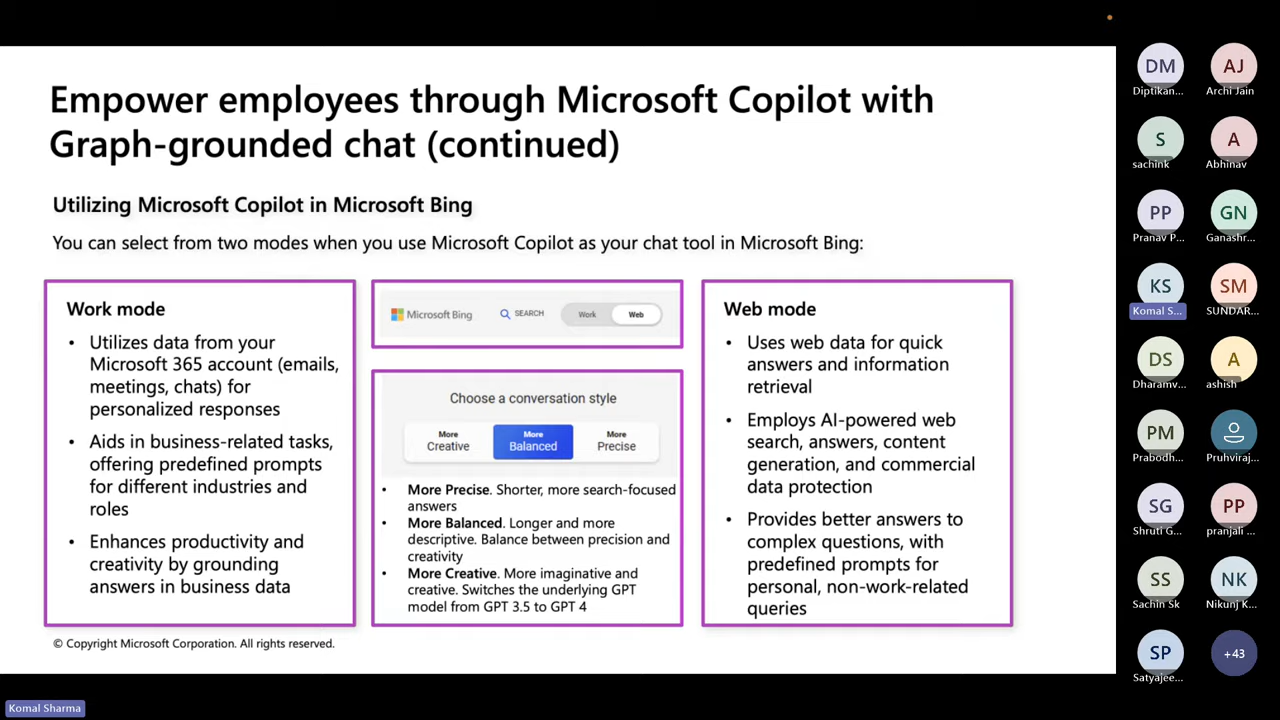 Empower employees through Microsoft Copilot with
Graph-grounded chat (continued)
Utilizing Microsoft Copilot in Microsoft Bing
You can select from two modes when you use Microsoft Copilot as your chat tool in Microsoft Bing:
Work mode
• Utilizes data from your
Microsoft 365 account (emails,
meetings, chats) for
personalized responses
• Aids in business-related tasks,
offering predefined prompts
for different industries and
roles
• Enhances productivity and
creativity by grounding
answers in business data
Microsoft Bing SEARCH Work Web
Choose a conversation style
More Creative
More Balanced
More Precise
• More Precise. Shorter, more search-focused
answers
• More Balanced. Longer and more
descriptive. Balance between precision and
creativity
• More Creative. More imaginative and
creative. Switches the underlying GPT
model from GPT 3.5 to GPT 4
Web mode
• Uses web data for quick
answers and information
retrieval
• Employs AI-powered web
search, answers, content
generation, and commercial
data protection
• Provides better answers to
complex questions, with
predefined prompts for
personal, non-work-related
queries
© Copyright Microsoft Corporation. All rights reserved.
DM AJ
Diptikan... Archi Jain
S A
sachink Abhinav
PP GN
Pranav P... Ganashr...
KS SM
Komal S... SUNDAR...
DS A
Dharamv... ashish
PM
Prabodh... Pruhviraj...
SG PP
Shruti G... pranjali ...
SS NK
Sachin Sk Nikunj K...
SP +43
Satyajee...
Komal Sharma